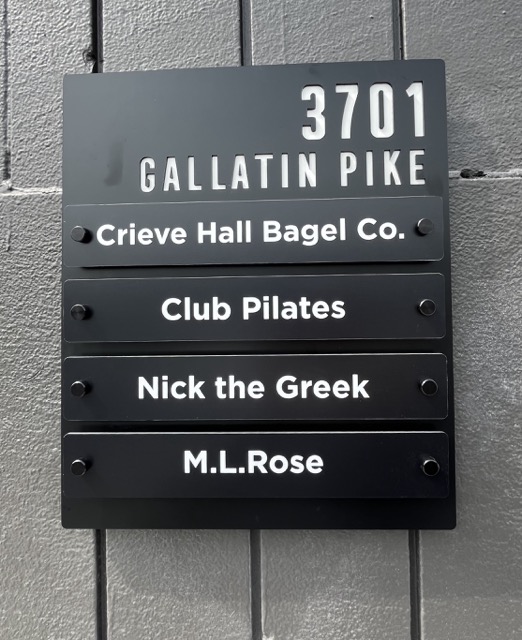 3701
GALLATIN PIKE
Crieve Hall Bagel Co.
Club Pilates
Nick the Greek
M.L.Rose